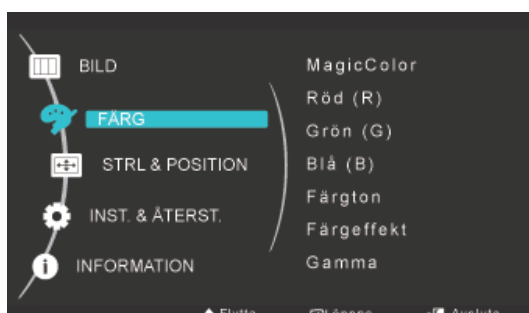 BILD
FÄRG
STRL & POSITION
INST. & ÅTERST.
INFORMATION
MagicColor
Röd (R)
Grön (G)
Blå (B)
Färgton
Färgeffekt
Gamma